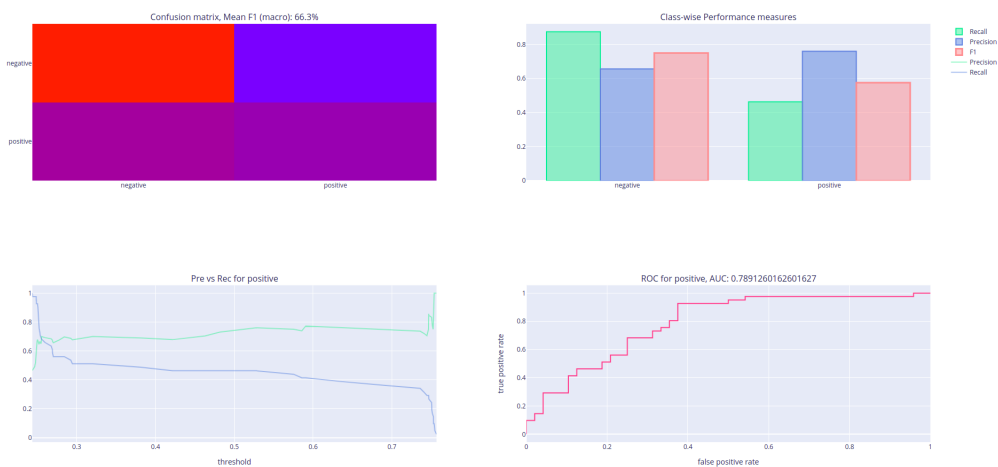 Confusion matrix, Mean F1 (macro): 66.3%
negative
positive
negative
positive
Class-wise Performance measures
0.8
0.6
0.4
0.2
0
negative
positive
Recall
Precision
F1
Precision
Recall
Pre vs Rec for positive
1
0.8
0.6
0.4
0.2
0
0.3
0.4
0.5
0.6
0.7
threshold
ROC for positive, AUC: 0.7891260162601627
true positive rate
1
0.8
0.6
0.4
0.2
0
0
0.2
0.4
0.6
0.8
1
false positive rate